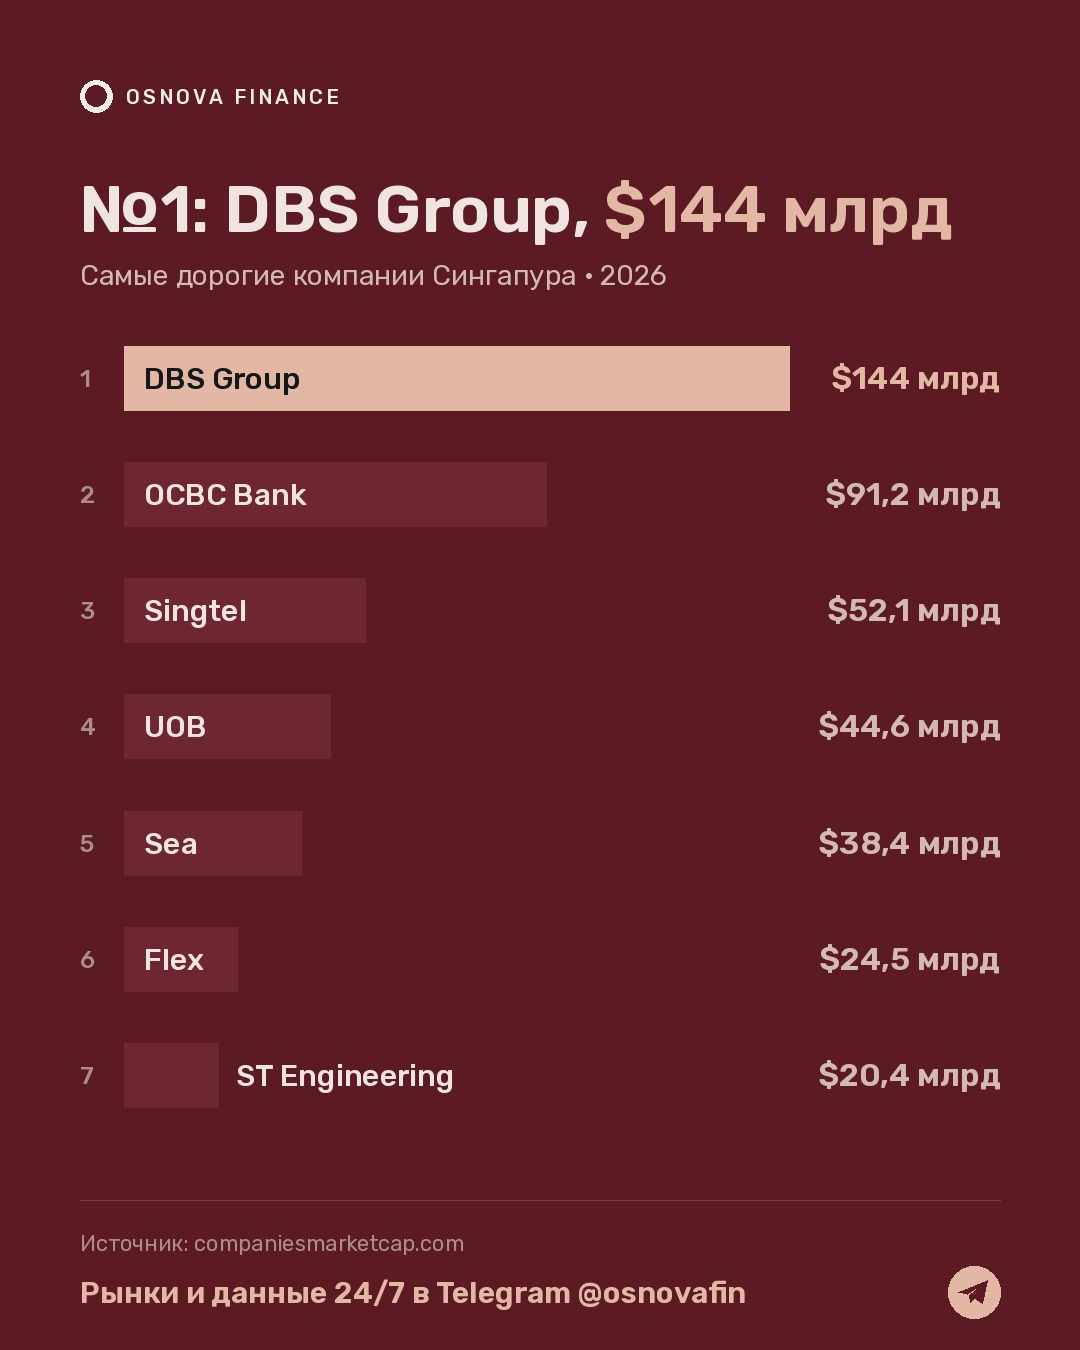 OSNOVA FINANCE
№1: DBS Group, $144 млрд
Самые дорогие компании Сингапура • 2026
1 DBS Group $144 млрд
2 OCBC Bank $91,2 млрд
3 Singtel $52,1 млрд
4 UOB $44,6 млрд
5 Sea $38,4 млрд
6 Flex $24,5 млрд
7 ST Engineering $20,4 млрд
Источник: companiesmarketcap.com
Рынки и данные 24/7 в Telegram @osnovafin